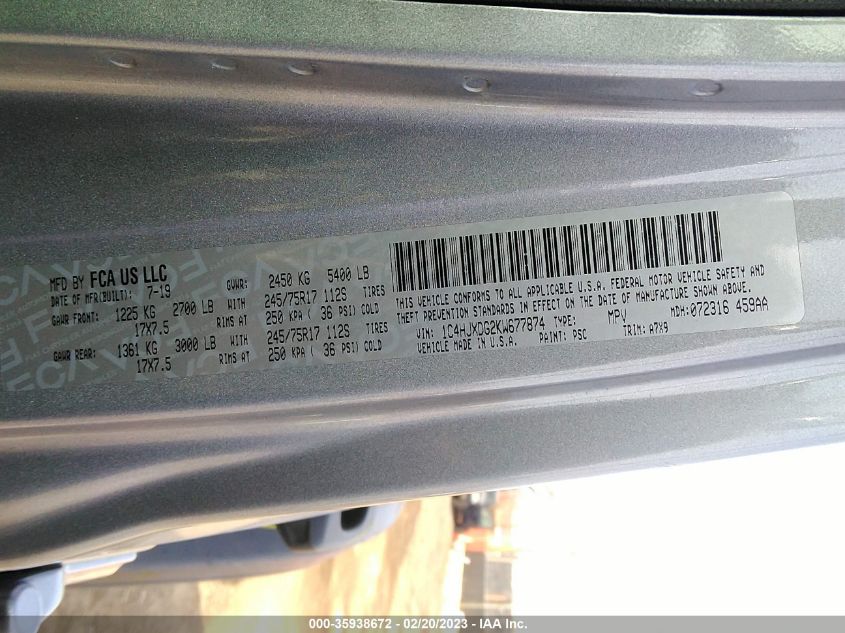 MFD BY FCA US LLC
DATE OF MFR(BUILT): 7-19
GVWR: 2450 KG 5400 LB
GAWR FRONT: 1225 KG 2700 LB WITH 245/75R17 112S TIRES
17X7.5 RIMS AT 250 KPA ( 36 PSI) COLD
GAWR REAR: 1361 KG 3000 LB WITH 245/75R17 112S TIRES
17X7.5 RIMS AT 250 KPA ( 36 PSI) COLD
THIS VEHICLE CONFORMS TO ALL APPLICABLE U.S.A. FEDERAL MOTOR VEHICLE SAFETY AND
THEFT PREVENTION STANDARDS IN EFFECT ON THE DATE OF MANUFACTURE SHOWN ABOVE.
VIN: 1C4HJXDG2KW677874 TYPE: MPV MDH: 072316 459AA
VEHICLE MADE IN U.S.A. PAINT: PSC TRIM: A7X9
000-35938672 - 02/20/2023 - IAA Inc.